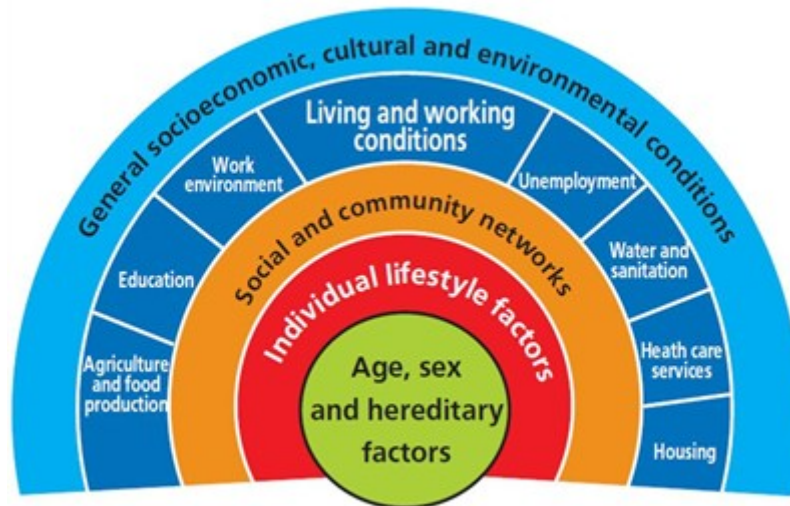 General socioeconomic, cultural and environmental conditions
Living and working
conditions
Work
environment
Unemployment
Education
Water and
sanitation
Agriculture
and food
production
Heath care
services
Housing
Social and community networks
Individual lifestyle factors
Age, sex
and hereditary
factors